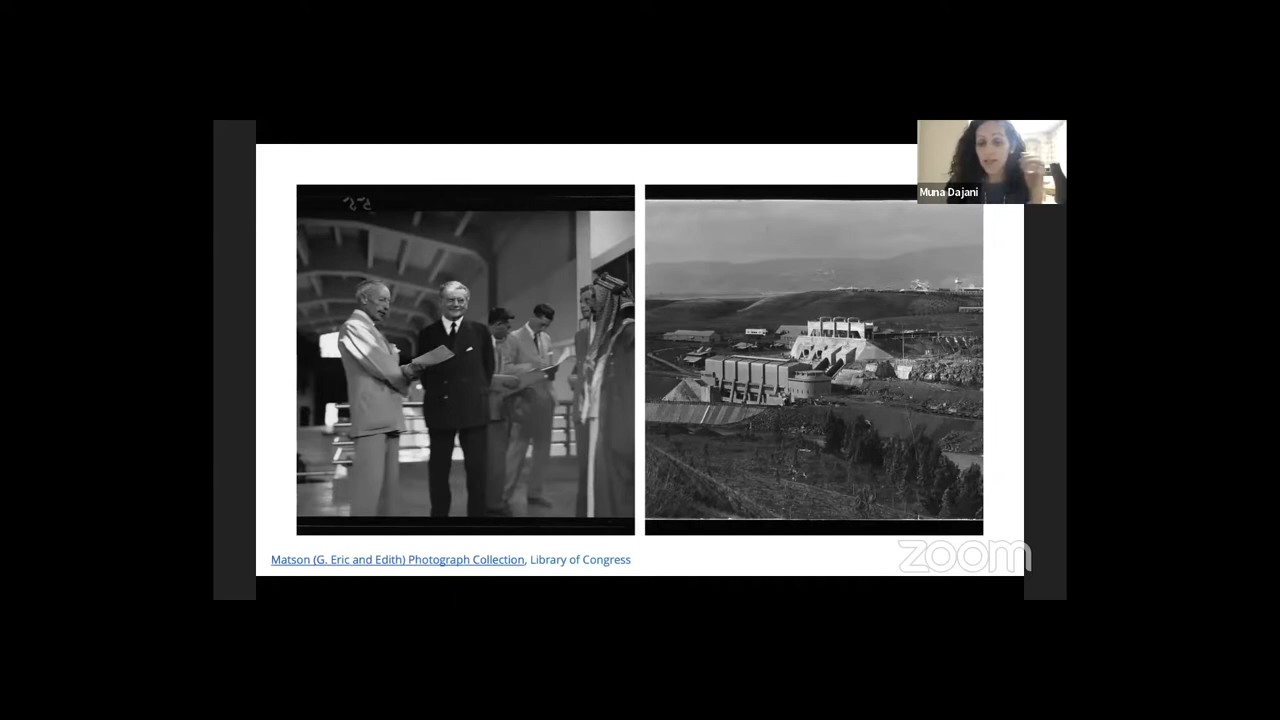 Muna Dajani
Matson (G. Eric and Edith) Photograph Collection, Library of Congress
zoom